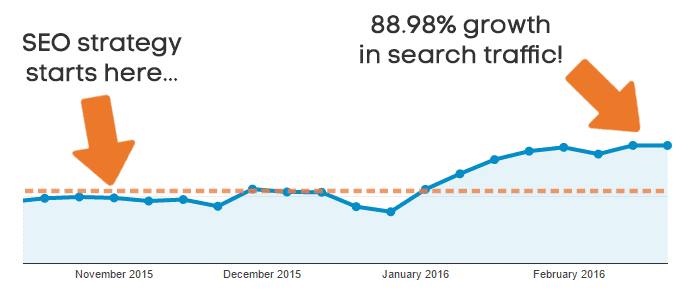 88.98% growth
in search traffic!
SEO strategy
starts here...
November 2015
December 2015
January 2016
February 2016